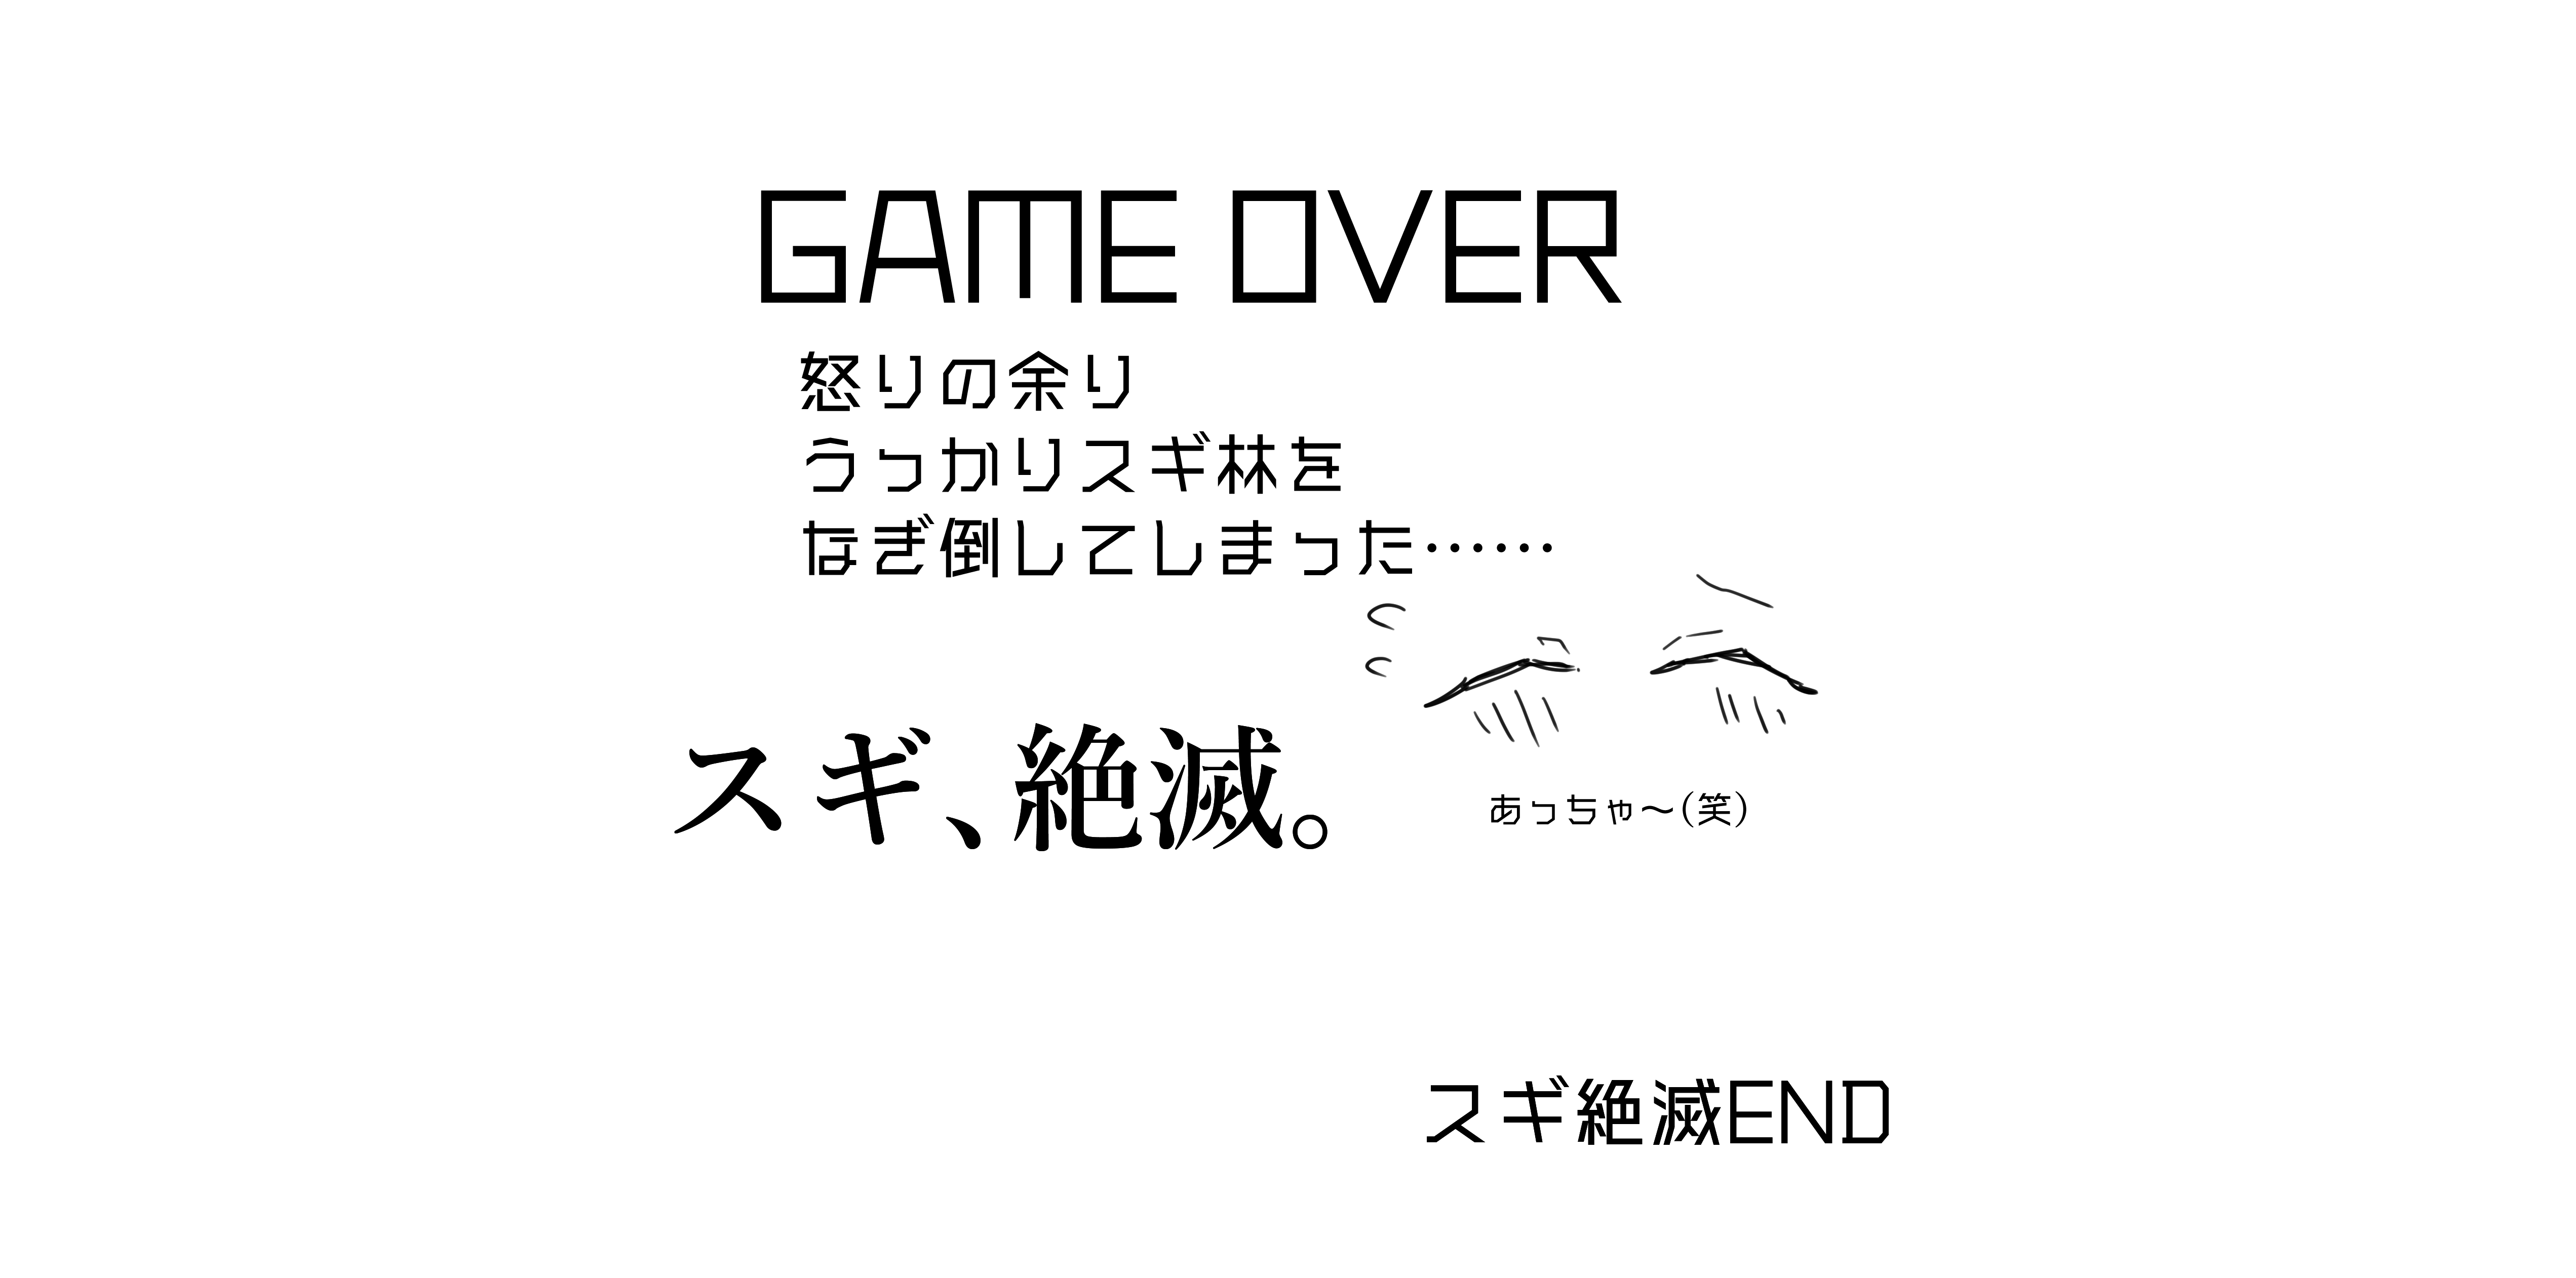 GAME OVER
怒りの余り
うっかりスギ林を
なぎ倒してしまった……
スギ、絶滅。
あっちゃ～(笑)
スギ絶滅END